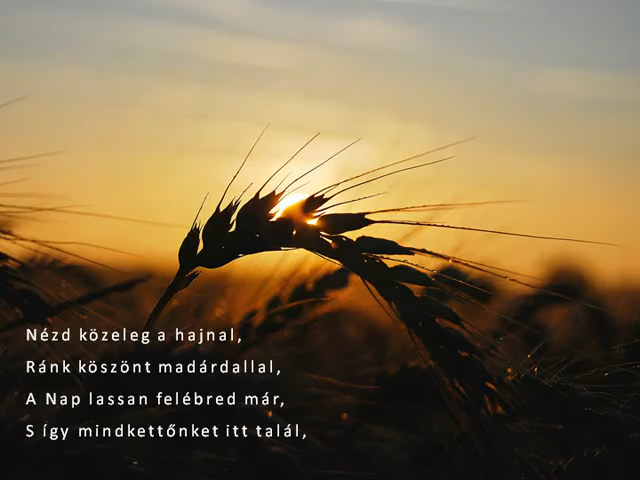 Nézd közeleg a hajnal,
Ránk köszönt madárdallal,
A Nap lassan felébred már,
S így mindkettőnket itt talál,